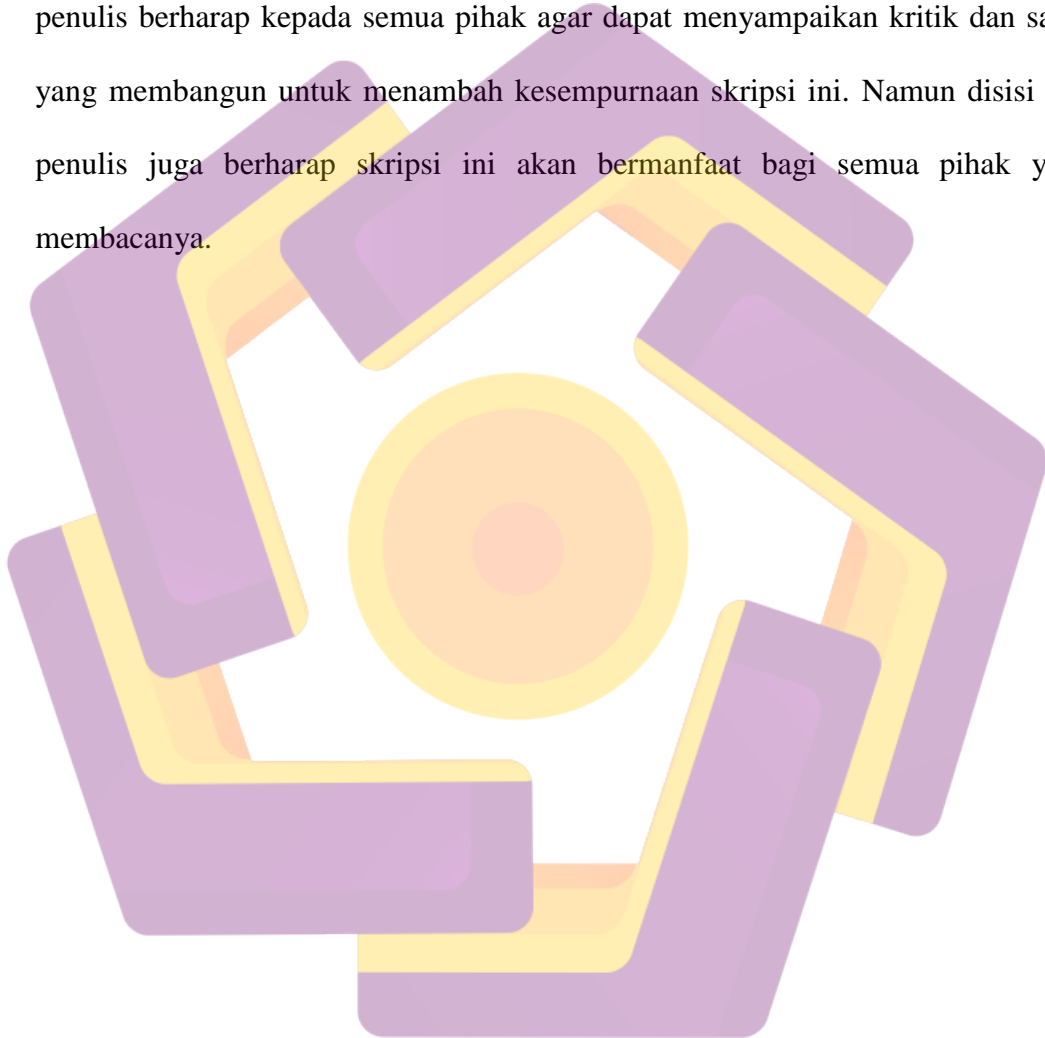 penulis berharap kepada semua pihak agar dapat menyampaikan kritik dan
yang membangun untuk menambah kesempurnaan skripsi ini. Namun disisi
penulis juga berharap skripsi ini akan bermanfaat bagi semua pihak
membacanya.